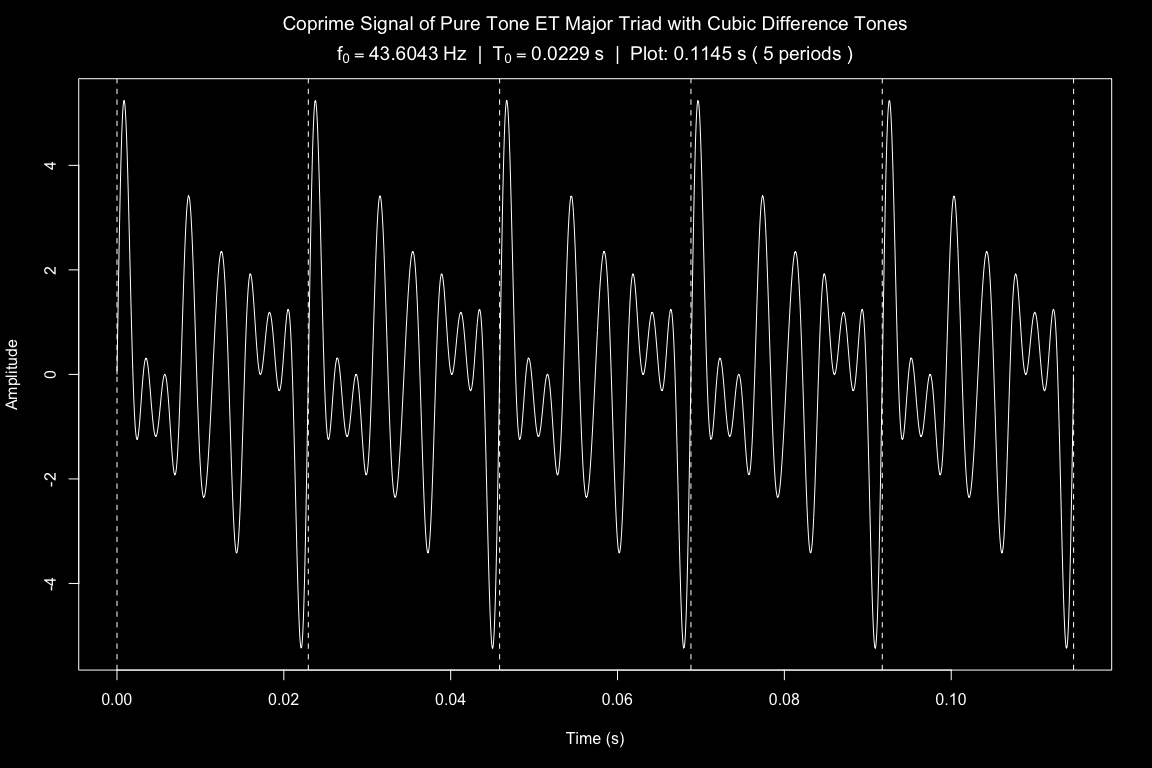 Coprime Signal of Pure Tone ET Major Triad with Cubic Difference Tones
f₀ = 43.6043 Hz | T₀ = 0.0229 s | Plot: 0.1145 s ( 5 periods )
Amplitude
4
2
0
-2
-4
0.00 0.02 0.04 0.06 0.08 0.10
Time (s)